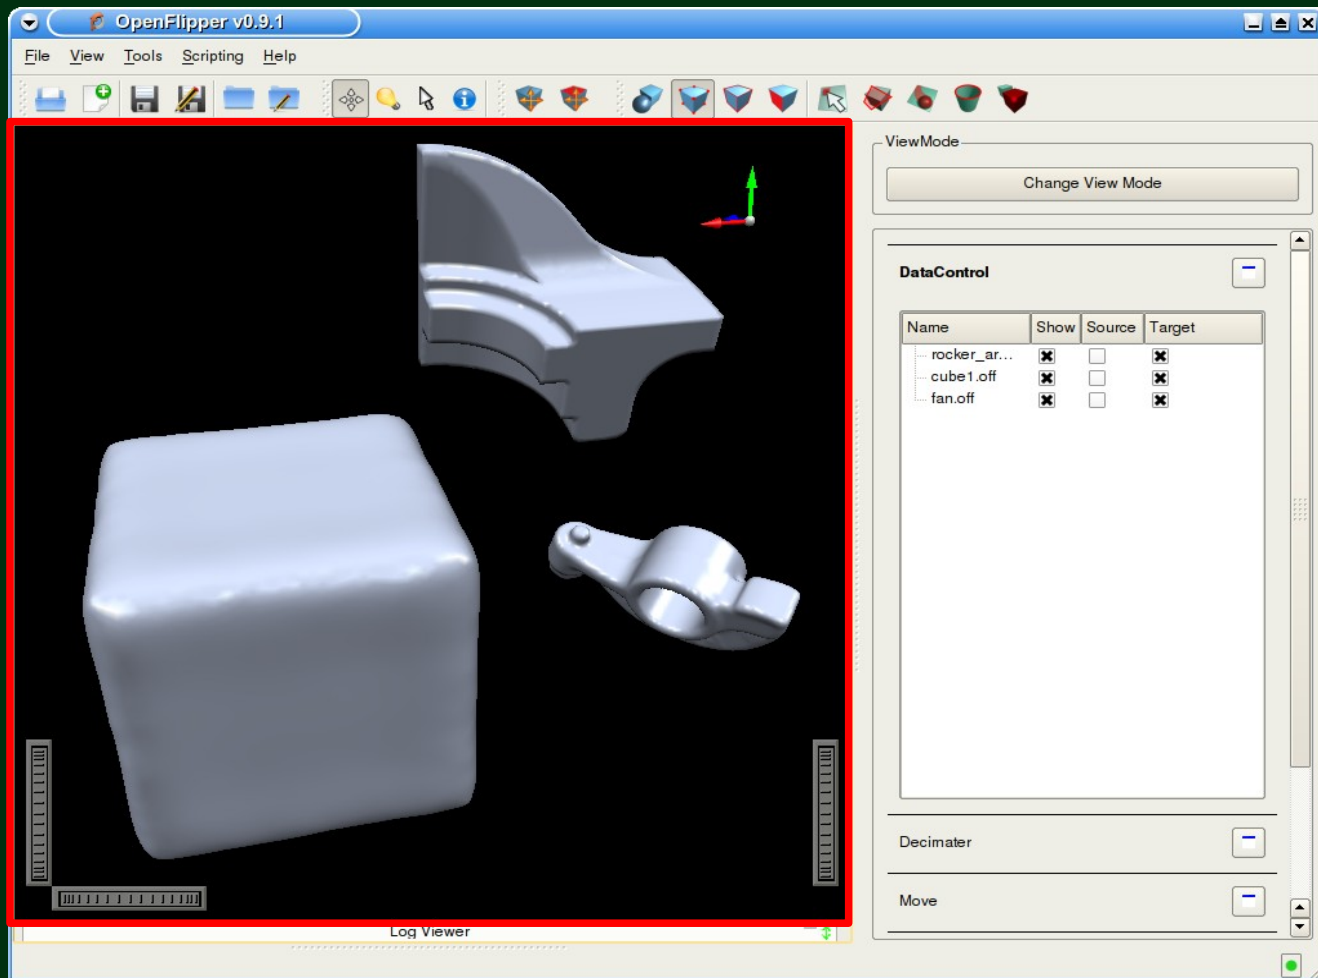 OpenFlipper v0.9.1
File View Tools Scripting Help
ViewMode
Change View Mode
DataControl
Name Show Source Target
rocker_ar...
cube1.off
fan.off
Decimater
Move
Log Viewer